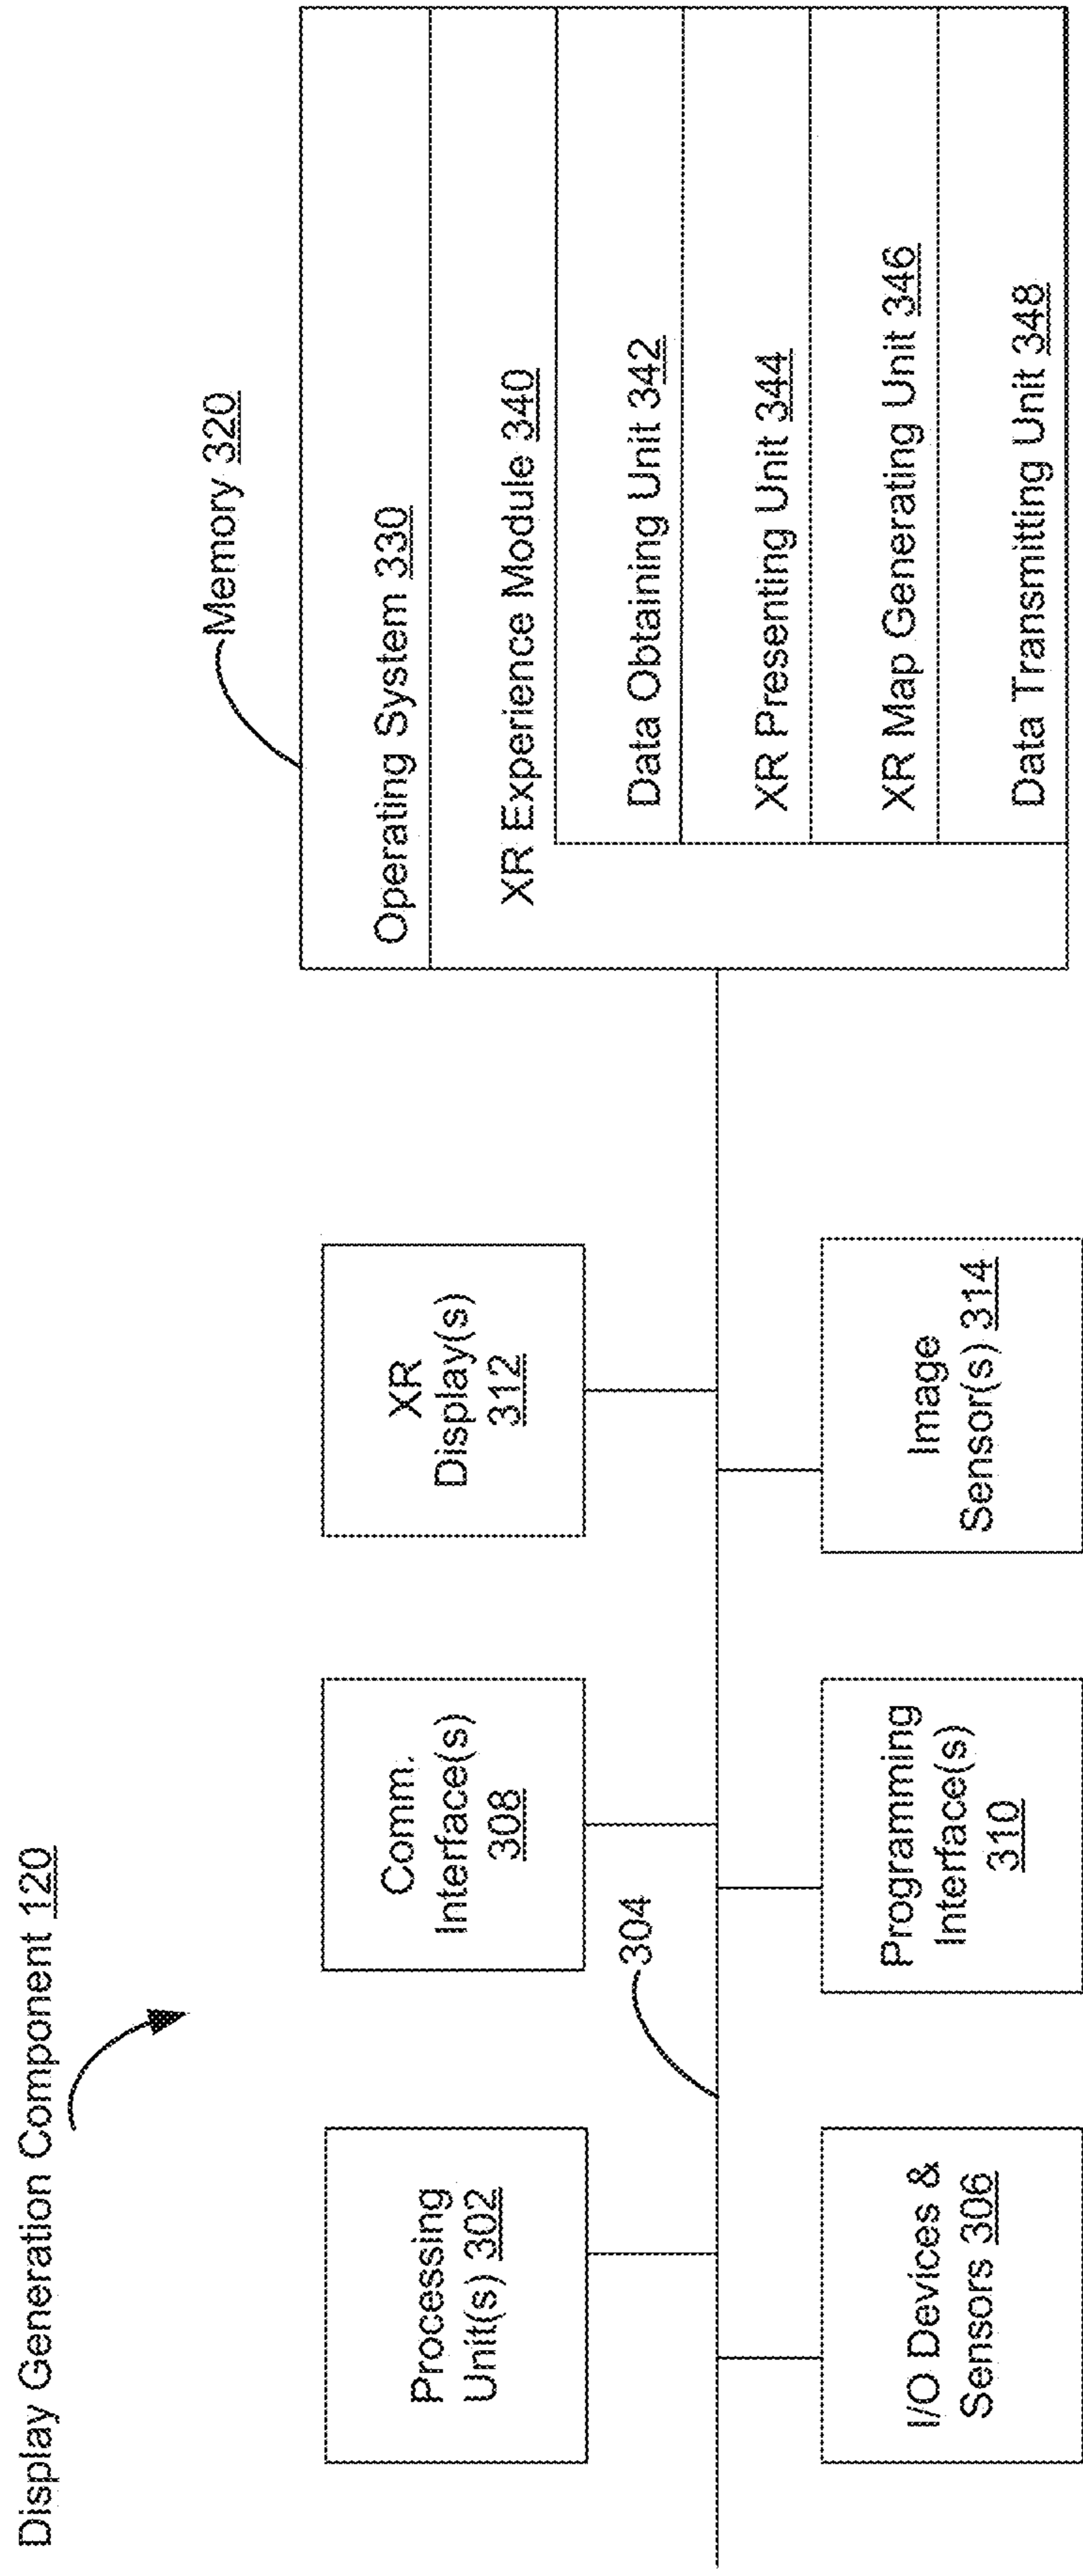 Display Generation Component 120
Memory 320
Processing
Unit(s) 302
Comm.
Interface(s)
308
XR
Display(s)
312
304
I/O Devices &
Sensors 306
Programming
Interface(s)
310
Image
Sensor(s) 314
Operating System 330
XR Experience Module 340
Data Obtaining Unit 342
XR Presenting Unit 344
XR Map Generating Unit 346
Data Transmitting Unit 348